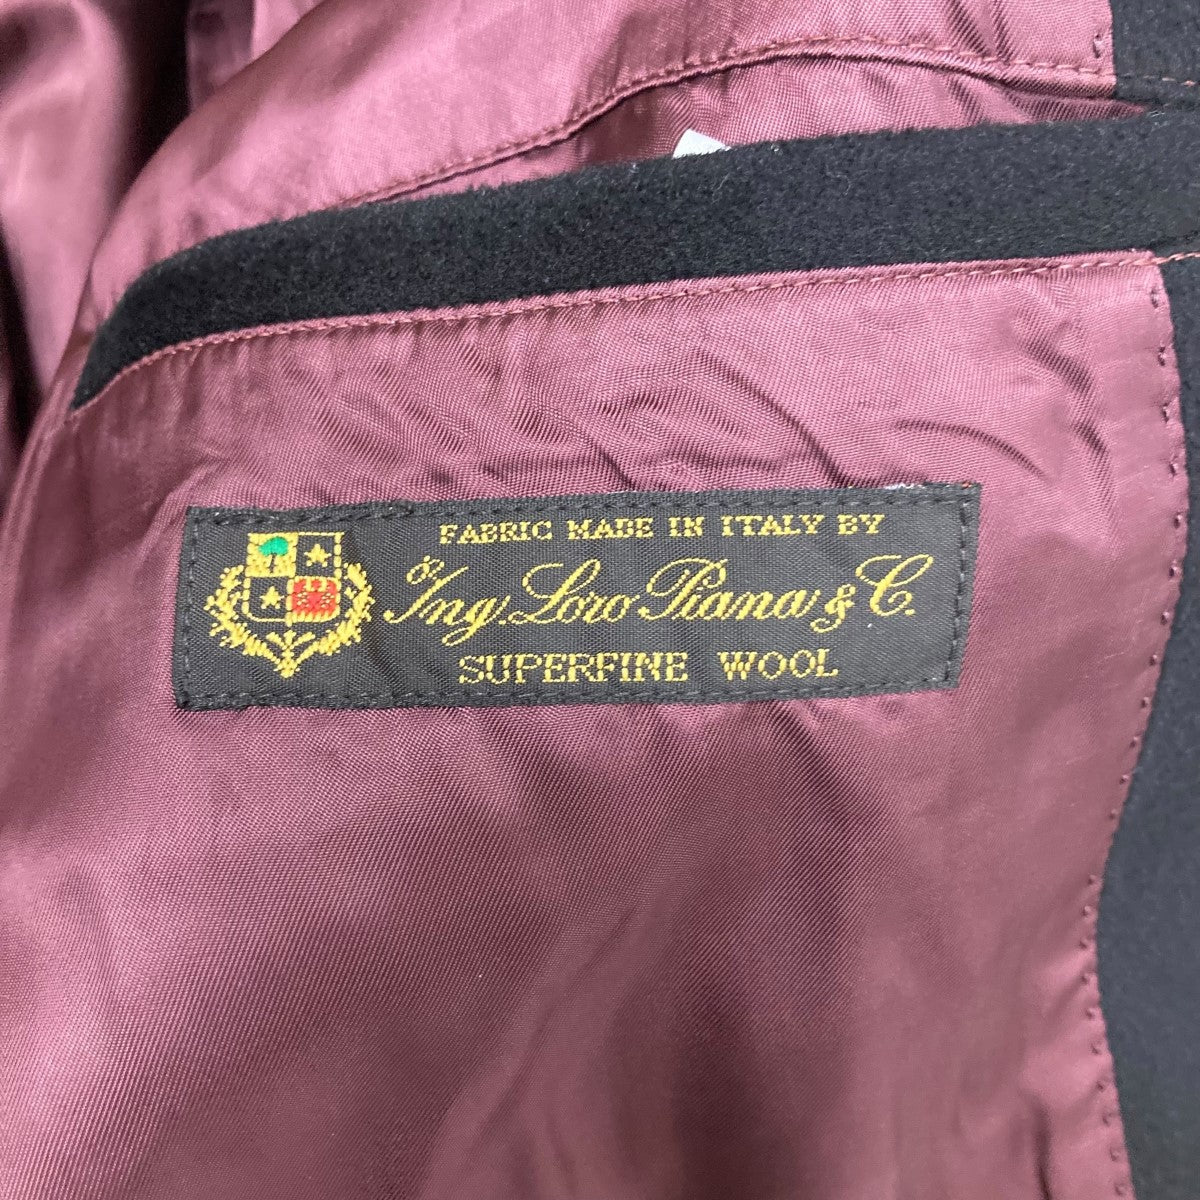 FABRIC MADE IN ITALY BY
Ing. Loro Piana & C.
SUPERFINE WOOL